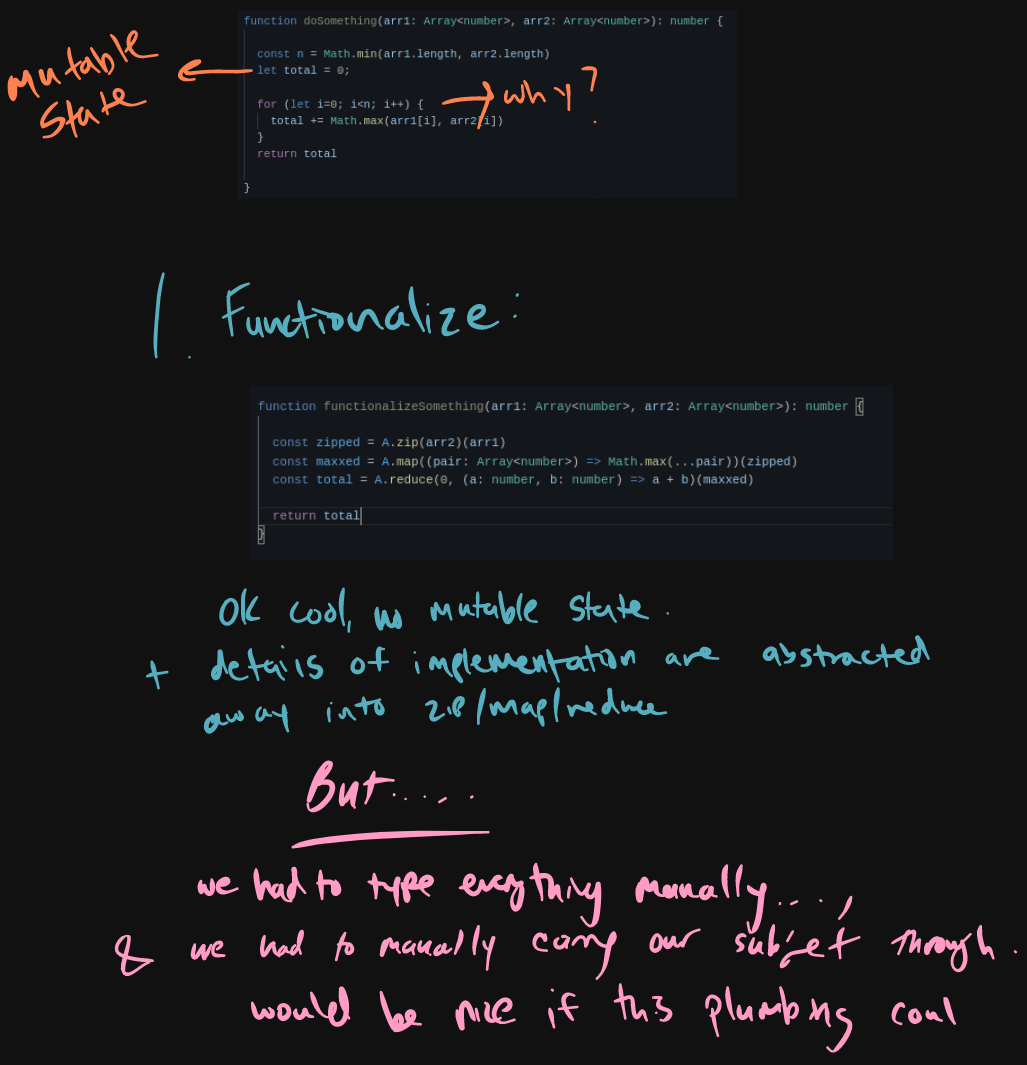 function doSomething(arr1: Array<number>, arr2: Array<number>): number {
const n = Math.min(arr1.length, arr2.length)
let total = 0;
for (let i=0; i<n; i++) {
total += Math.max(arr1[i], arr2[i])
}
return total
}
Mutable
State
why?
1. Functionalize:
function functionalizeSomething(arr1: Array<number>, arr2: Array<number>): number {
const zipped = A.zip(arr2)(arr1)
const maxxed = A.map((pair: Array<number>) => Math.max(...pair))(zipped)
const total = A.reduce(0, (a: number, b: number) => a + b)(maxxed)
return total
}
OK cool, no mutable state.
+ details of implementation are abstracted
away into zip/map/reduce
But.....
we had to type everything manually....,
& we had to manually carry our subjet through.
would be nice if this plumbing coul